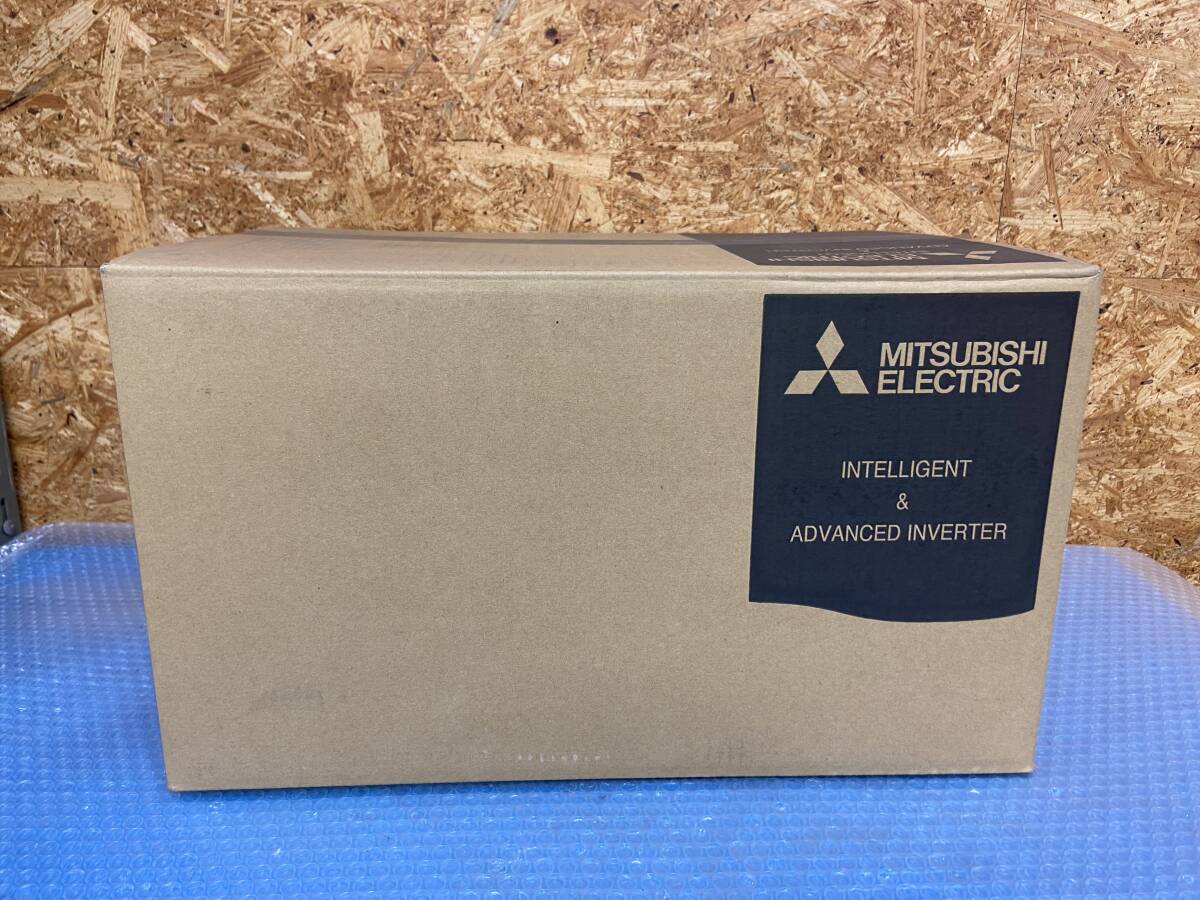 MITSUBISHI
ELECTRIC
INTELLIGENT
&
ADVANCED INVERTER